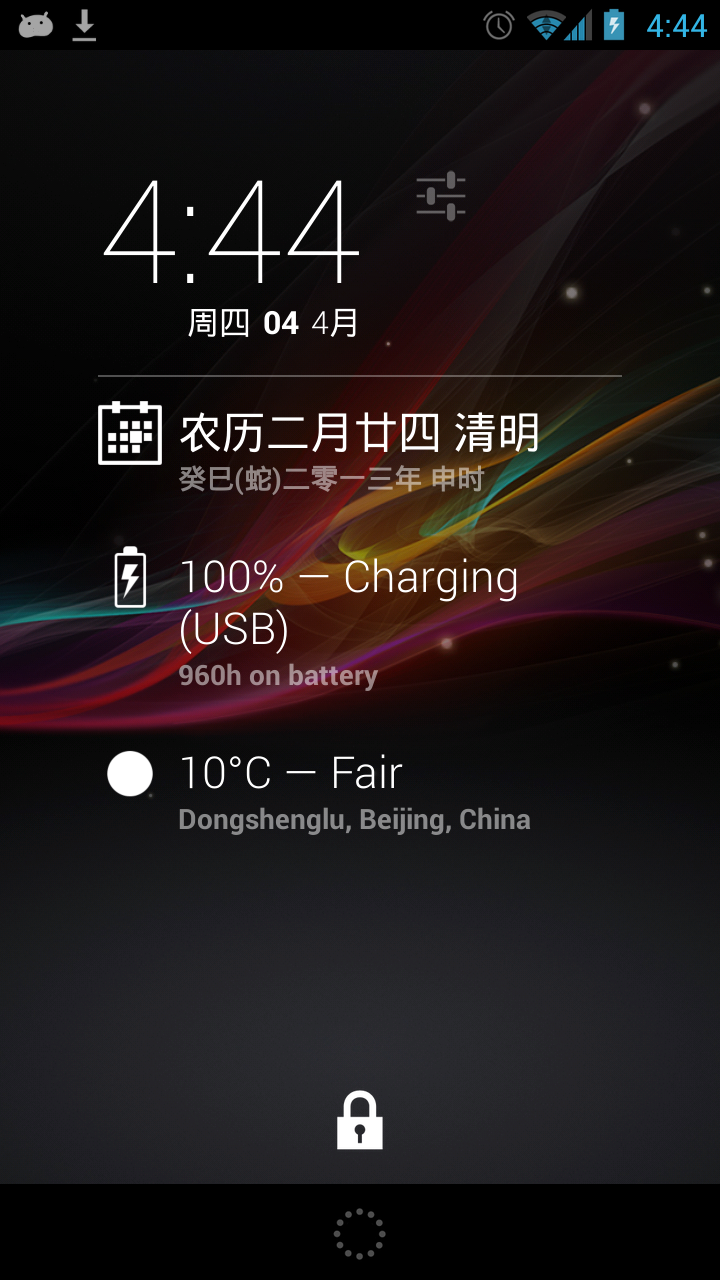 4:44
4:44
周四 04 4月
农历二月廿四 清明
癸巳(蛇)二零一三年 申时
100% — Charging
(USB)
960h on battery
10°C — Fair
Dongshenglu, Beijing, China